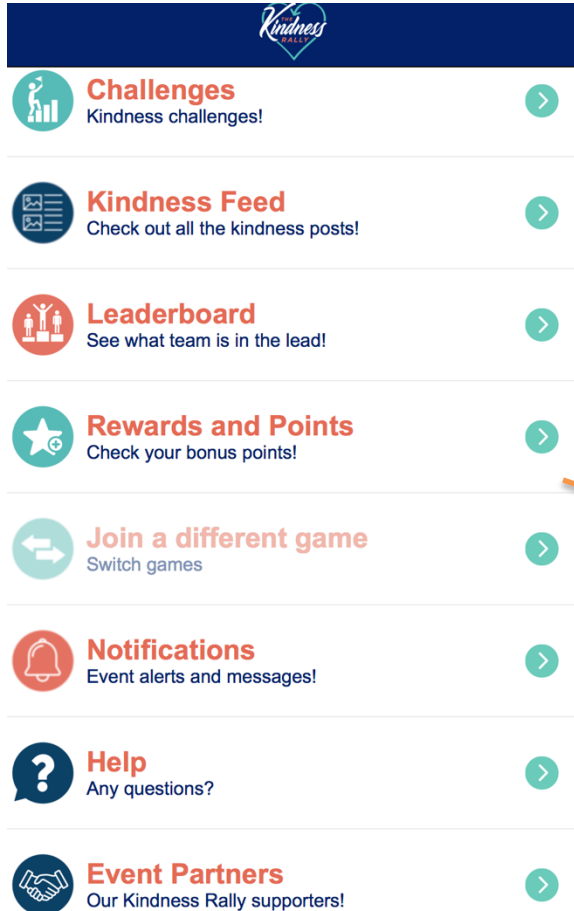 THE
Kindness
RALLY
Challenges
Kindness challenges!
Kindness Feed
Check out all the kindness posts!
Leaderboard
See what team is in the lead!
Rewards and Points
Check your bonus points!
Join a different game
Switch games
Notifications
Event alerts and messages!
Help
Any questions?
Event Partners
Our Kindness Rally supporters!